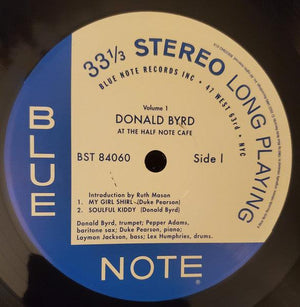 33⅓ STEREO LONG PLAYING
BLUE NOTE RECORDS INC • 47 WEST 63rd • NYC
Volume 1
DONALD BYRD
AT THE HALF NOTE CAFE
BST 84060 Side 1
Introduction by Ruth Mason
1. MY GIRL SHIRL (Duke Pearson)
2. SOULFUL KIDDY (Donald Byrd)
Donald Byrd, trumpet; Pepper Adams,
baritone sax; Duke Pearson, piano;
Laymon Jackson, bass; Lex Humphries, drums.
BLUE
NOTE
®